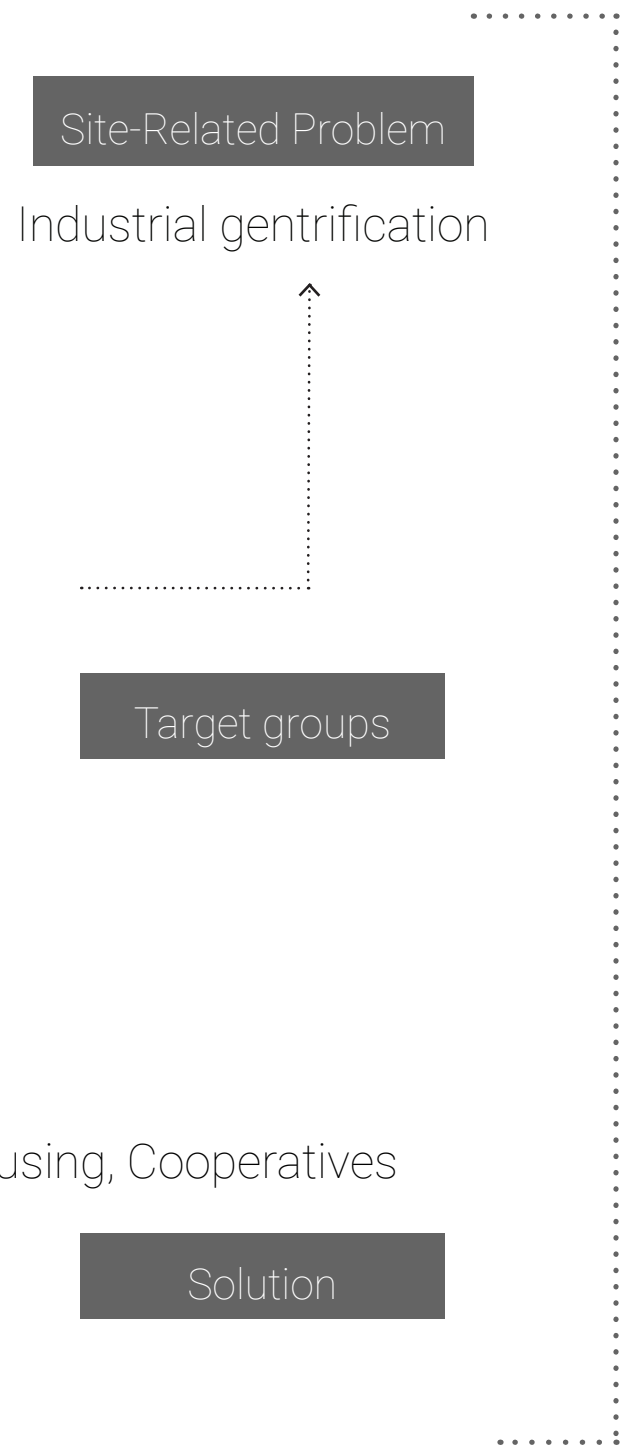 Site-Related Problem
Industrial gentrification
Target groups
using, Cooperatives
Solution